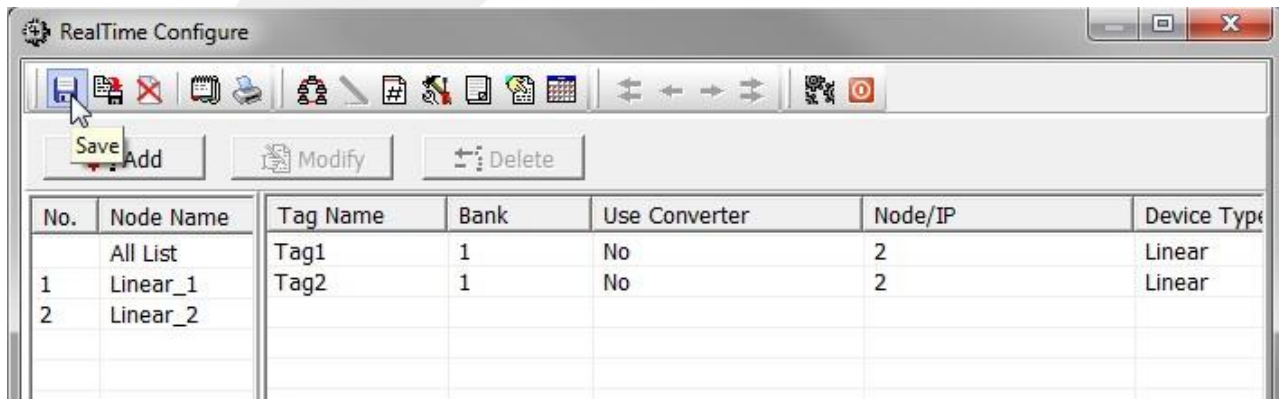 RealTime Configure
Save
Add Modify Delete
No. Node Name Tag Name Bank Use Converter Node/IP Device Type
All List Tag1 1 No 2 Linear
1 Linear_1 Tag2 1 No 2 Linear
2 Linear_2